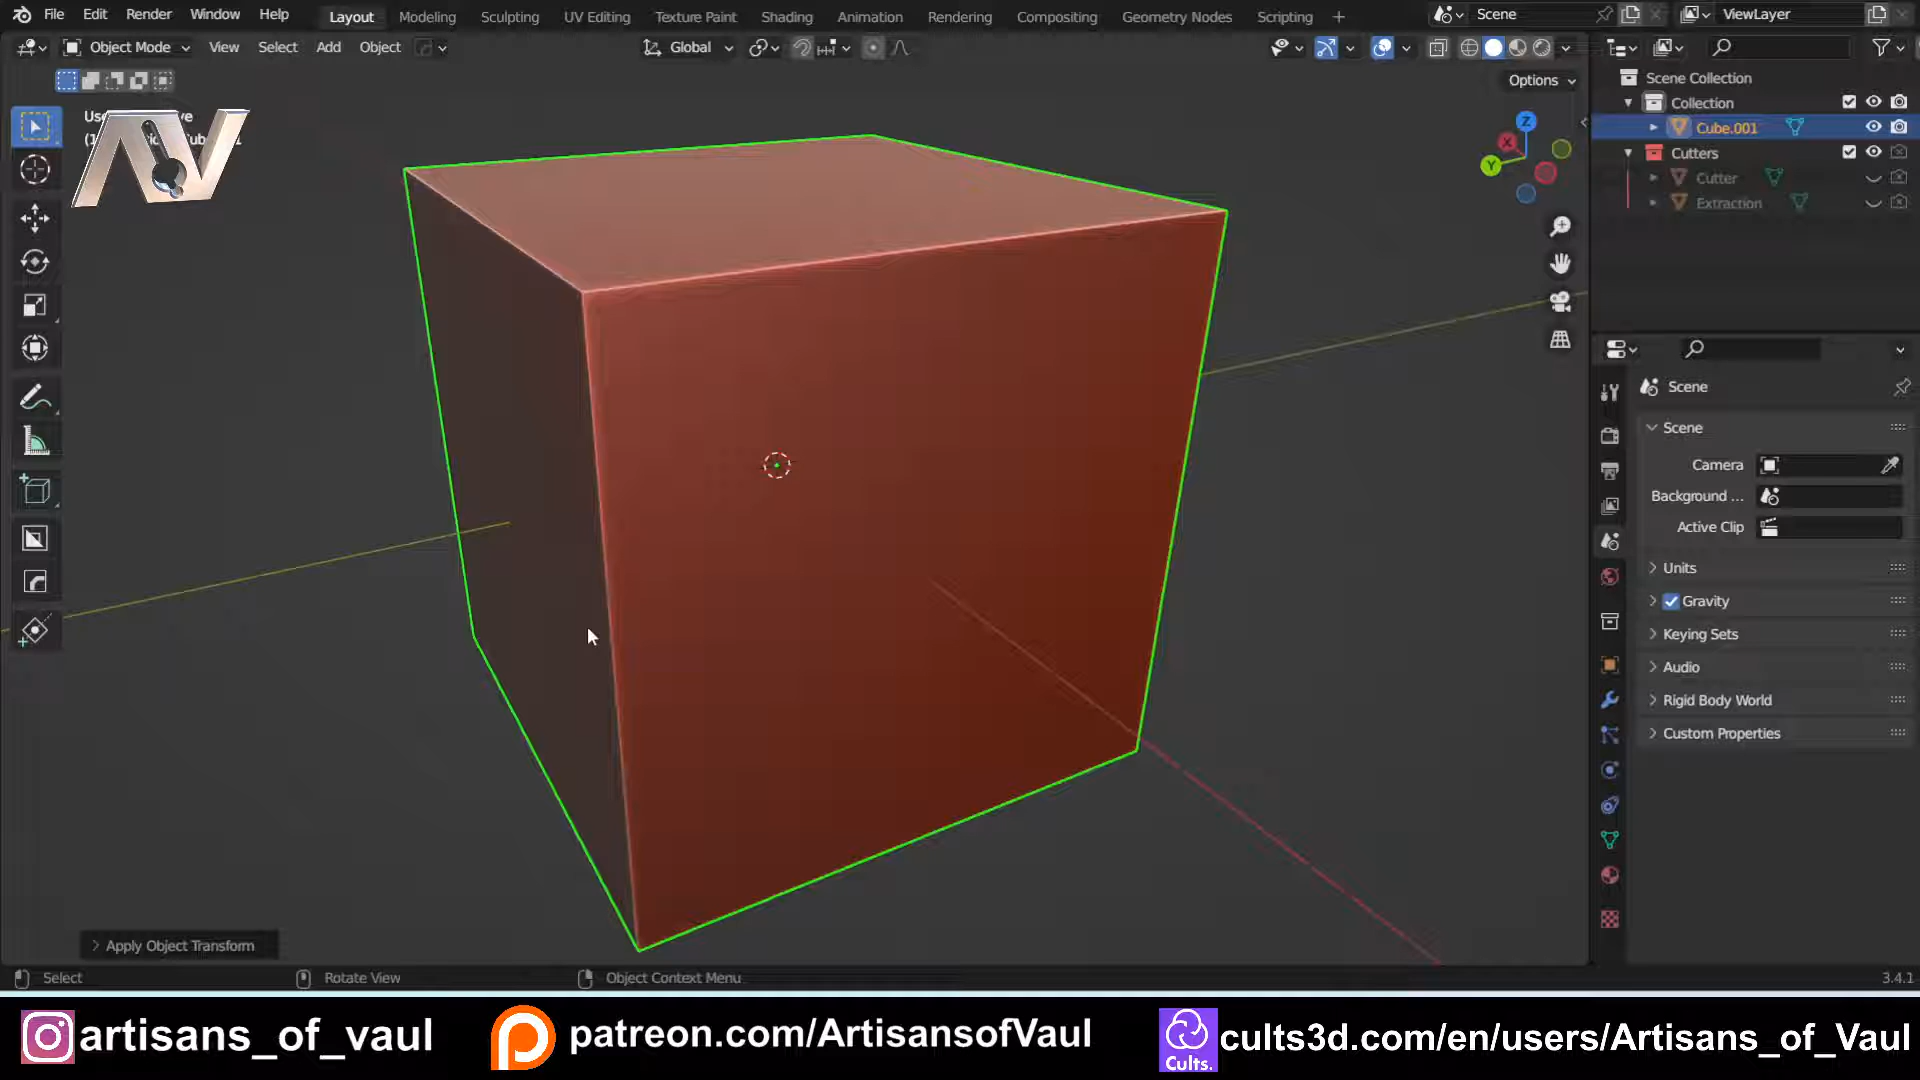 File Edit Render Window Help Layout Modeling Sculpting UV Editing Texture Paint Shading Animation Rendering Compositing Geometry Nodes Scripting + Scene ViewLayer
Object Mode View Select Add Object Global
Options
Scene Collection
Collection
Cube.001
Cutters
Cutter
Extraction
AV
Z
X
Y
Scene
Scene
Camera
Background ...
Active Clip
Units
Gravity
Keying Sets
Audio
Rigid Body World
Custom Properties
Apply Object Transform
Select Rotate View Object Context Menu 3.4.1
artisans_of_vaul patreon.com/ArtisansofVaul cults3d.com/en/users/Artisans_of_Vaul
Cults.